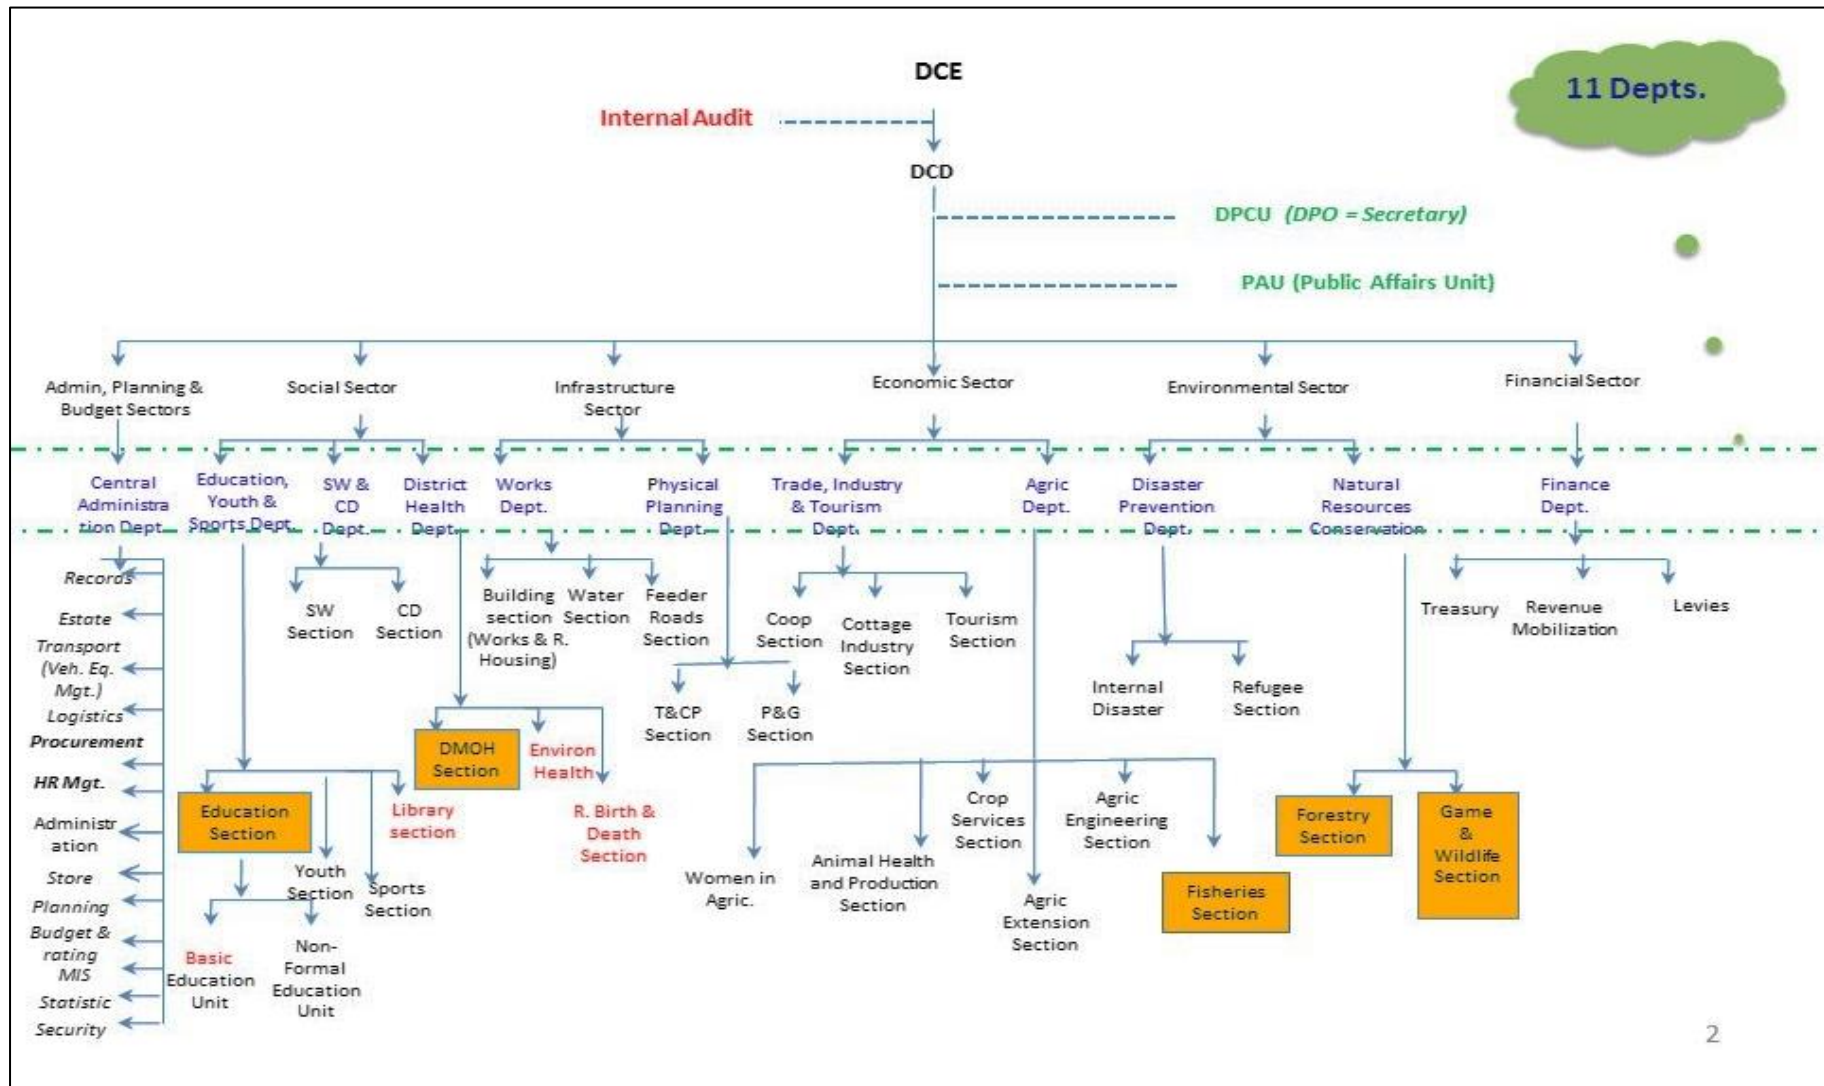 DCE
11 Depts.
Internal Audit
DCD
DPCU (DPO = Secretary)
PAU (Public Affairs Unit)
Admin, Planning &
Budget Sectors
Social Sector
Infrastructure
Sector
Economic Sector
Environmental Sector
Financial Sector
Central
Administra
tion Dept.
Education,
Youth &
Sports Dept.
SW &
CD
Dept.
District
Health
Dept.
Works
Dept.
Physical
Planning
Dept.
Trade, Industry
& Tourism
Dept.
Agric
Dept.
Disaster
Prevention
Dept.
Natural
Resources
Conservation
Finance
Dept.
Records
Estate
Transport
(Veh. Eq.
Mgt.)
Logistics
Procurement
HR Mgt.
Administr
ation
Store
Planning
Budget &
rating
MIS
Statistic
Security
SW
Section
CD
Section
Building
section
(Works & R.
Housing)
Water
Section
Feeder
Roads
Section
Coop
Section
Cottage
Industry
Section
Tourism
Section
Treasury
Revenue
Mobilization
Levies
T&CP
Section
P&G
Section
Internal
Disaster
Refugee
Section
DMOH
Section
Environ
Health
R. Birth &
Death
Section
Education
Section
Youth
Section
Sports
Section
Library
section
Basic
Education
Unit
Non-
Formal
Education
Unit
Women in
Agric.
Animal Health
and Production
Section
Crop
Services
Section
Agric
Extension
Section
Agric
Engineering
Section
Fisheries
Section
Forestry
Section
Game
&
Wildlife
Section
2